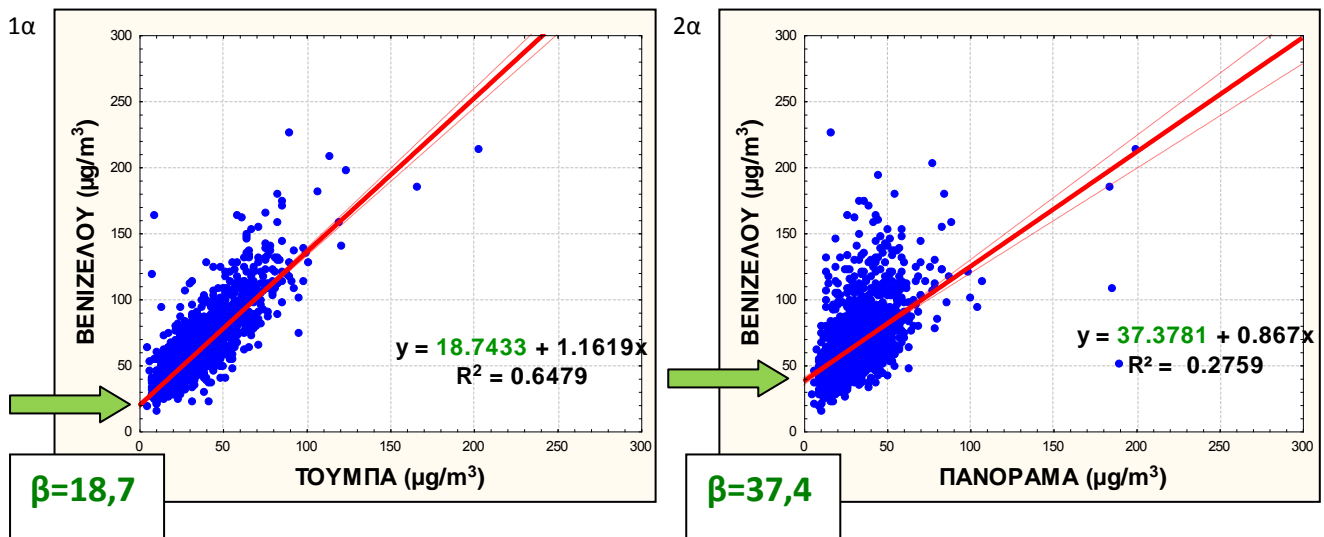 1α
300
250
200
150
100
50
0
ΒΕΝΙΖΕΛΟΥ (μg/m³)
y = 18.7433 + 1.1619x
R² = 0.6479
0 50 100 150 200 250 300
ΤΟΥΜΠΑ (μg/m³)
β=18,7
2α
300
250
200
150
100
50
0
ΒΕΝΙΖΕΛΟΥ (μg/m³)
y = 37.3781 + 0.867x
R² = 0.2759
0 50 100 150 200 250 300
ΠΑΝΟΡΑΜΑ (μg/m³)
β=37,4